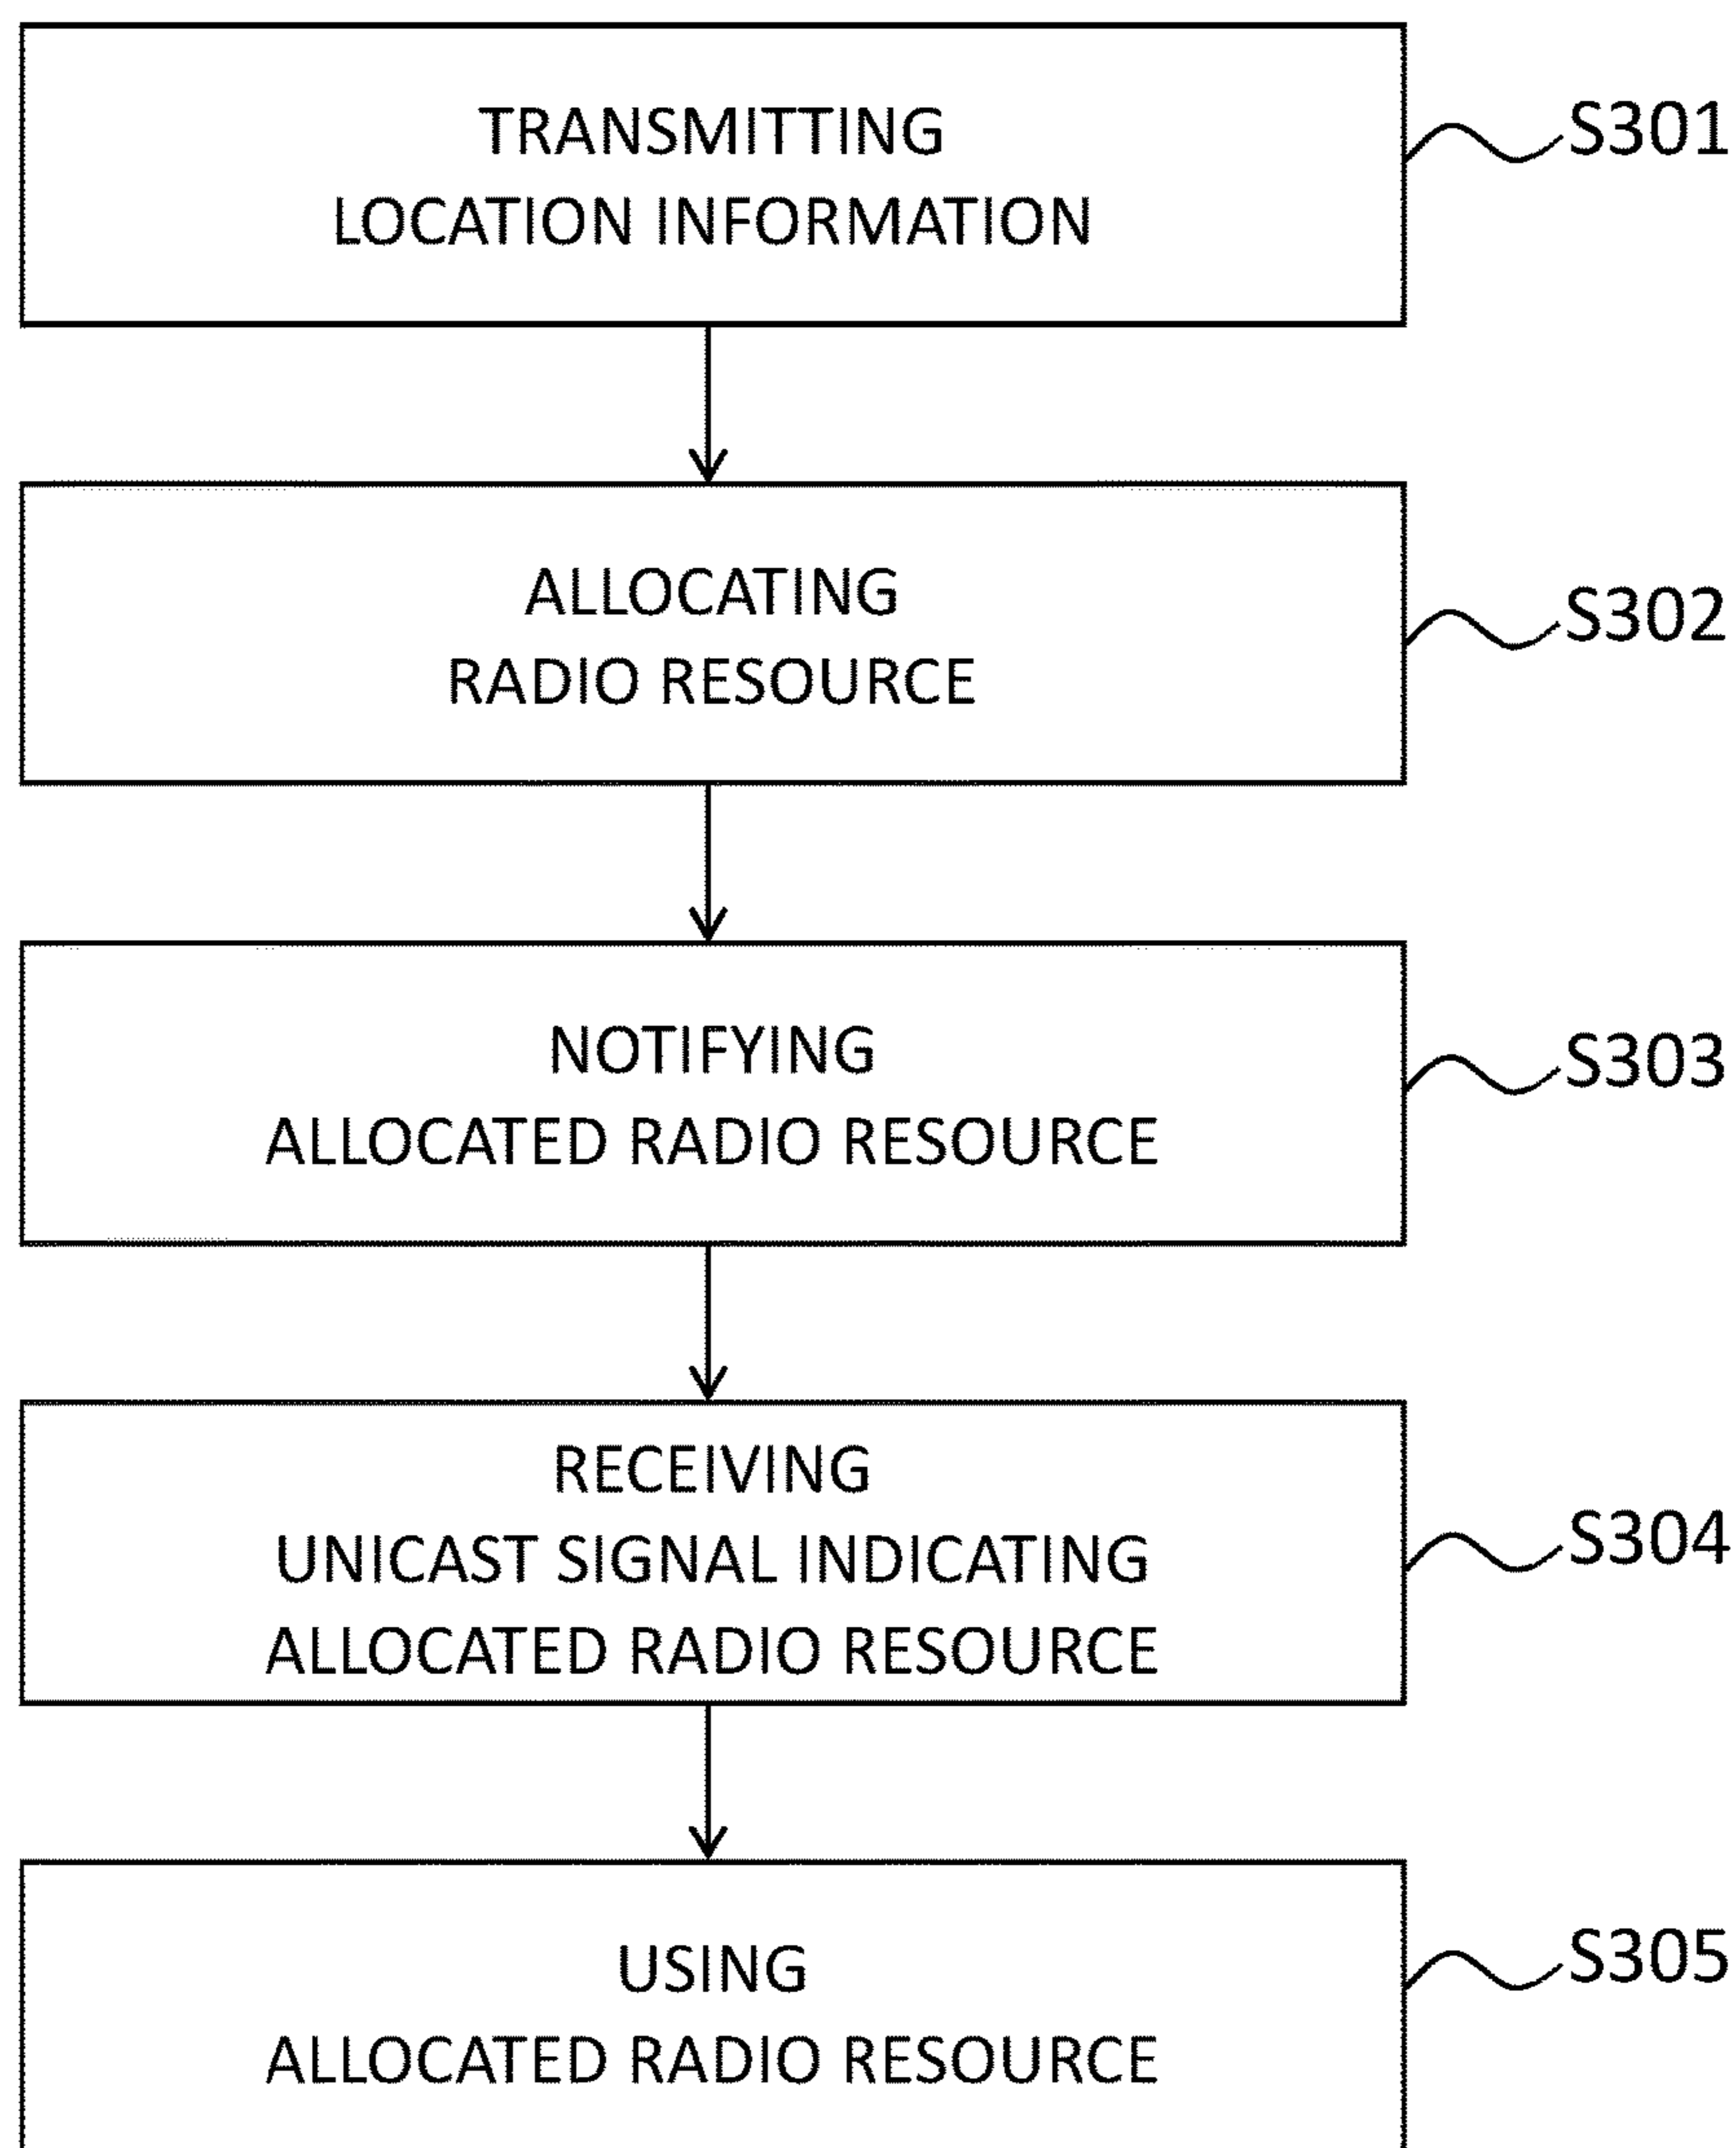 TRANSMITTING
LOCATION INFORMATION
S301
ALLOCATING
RADIO RESOURCE
S302
NOTIFYING
ALLOCATED RADIO RESOURCE
S303
RECEIVING
UNICAST SIGNAL INDICATING
ALLOCATED RADIO RESOURCE
S304
USING
ALLOCATED RADIO RESOURCE
S305